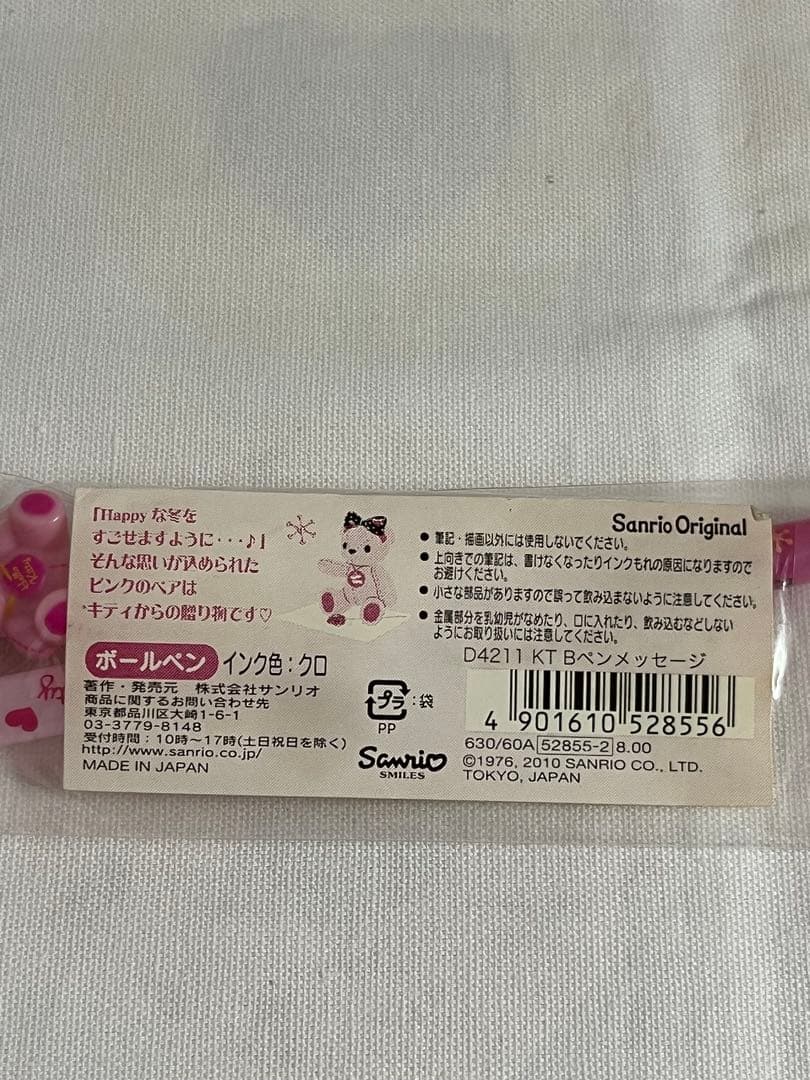 「Happy な冬を
すごせますように・・・♪」
そんな思いが込められた
ピンクのベアは
キティからの贈り物です♡
ボールペン インク色：クロ
著作・発売元 株式会社サンリオ
商品に関するお問い合わせ先
東京都品川区大崎1-6-1
03-3779-8148
受付時間：10時〜17時(土日祝日を除く)
http://www.sanrio.co.jp/
MADE IN JAPAN
プラ：袋
PP
Sanrio
SMILES
Sanrio Original
● 筆記・描画以外には使用しないでください。
● 上向きでの筆記は、書けなくなったりインクもれの原因になりますので
お避けください。
● 小さな部品がありますので誤って飲み込まないように注意してください。
● 金属部分を乳幼児がなめたり、口に入れたり、飲み込むなどしない
ようにお取り扱いには注意してください。
D4211 KT Bペンメッセージ
4 901610 528556
630/60A 52855-2 8.00
©1976, 2010 SANRIO CO., LTD.
TOKYO, JAPAN